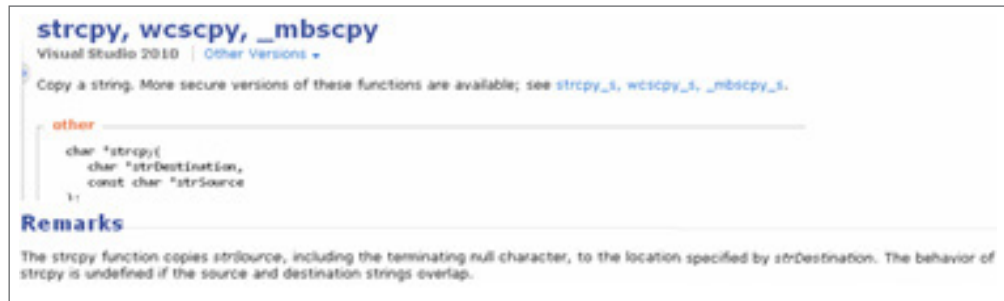 strcpy, wcscpy, _mbscpy
Visual Studio 2010 | Other Versions
Copy a string. More secure versions of these functions are available; see strcpy_s, wcscpy_s, _mbscpy_s.
other
char *strcpy(
char *strDestination,
const char *strSource
);
Remarks
The strcpy function copies strSource, including the terminating null character, to the location specified by strDestination. The behavior of
strcpy is undefined if the source and destination strings overlap.